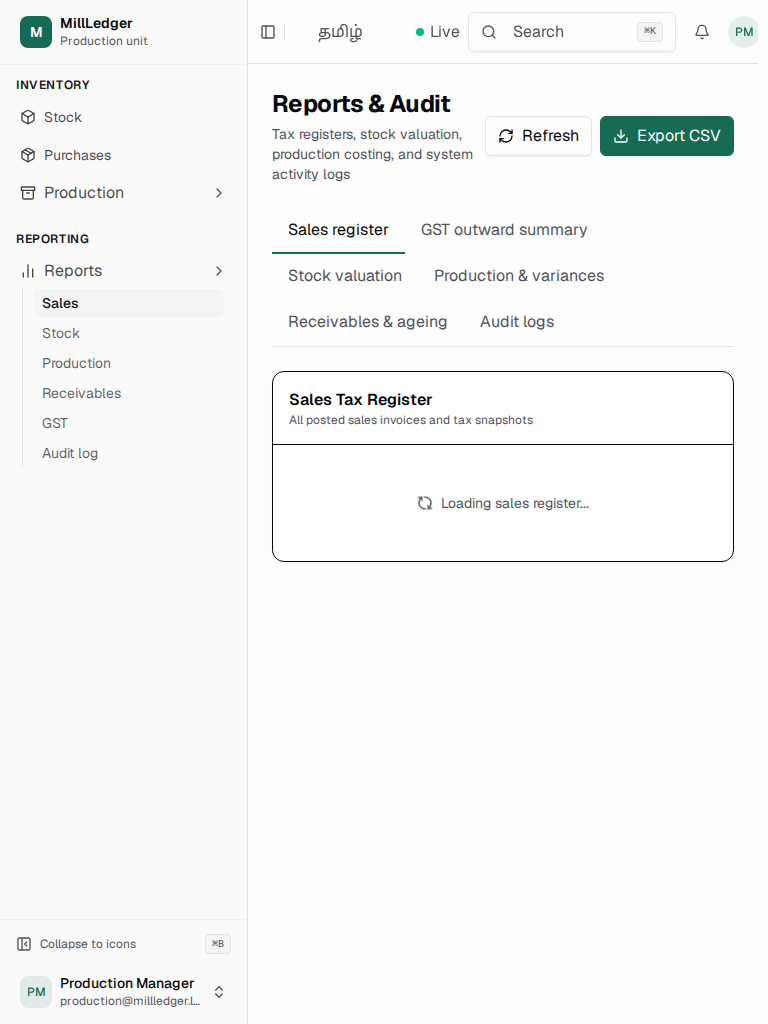 M
MillLedger
Production unit
INVENTORY
Stock
Purchases
Production
REPORTING
Reports
Sales
Stock
Production
Receivables
GST
Audit log
Collapse to icons
⌘B
PM
Production Manager
production@millledger.l...
தமிழ்
Live
Search
⌘K
PM
Reports & Audit
Tax registers, stock valuation,
production costing, and system
activity logs
Refresh
Export CSV
Sales register
GST outward summary
Stock valuation
Production & variances
Receivables & ageing
Audit logs
Sales Tax Register
All posted sales invoices and tax snapshots
Loading sales register...